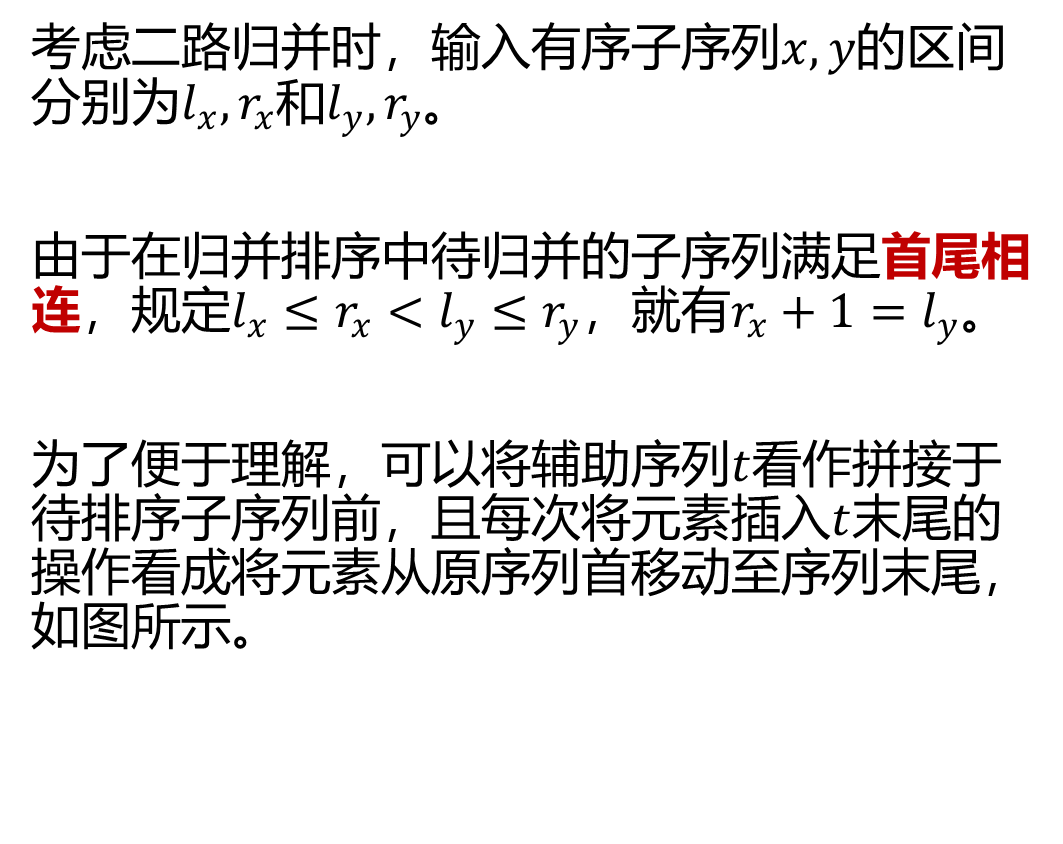 考虑二路归并时，输入有序子序列x, y的区间
分别为lₓ, rₓ和l_y, r_y。
由于在归并排序中待归并的子序列满足首尾相
连，规定lₓ ≤ rₓ < l_y ≤ r_y，就有rₓ + 1 = l_y。
为了便于理解，可以将辅助序列t看作拼接于
待排序子序列前，且每次将元素插入t末尾的
操作看成将元素从原序列首移动至序列末尾，
如图所示。